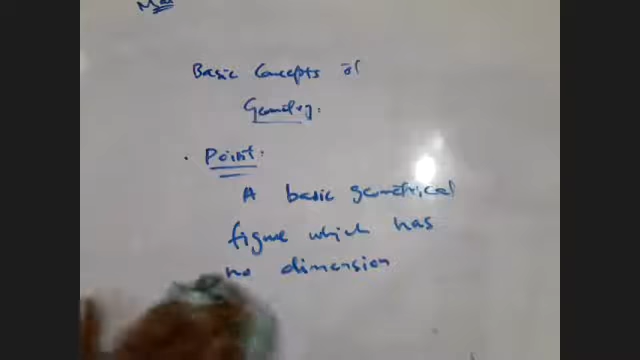 Basic Concepts of
Geometry.
. Point.
A basic geometrical
figure which has
no dimension